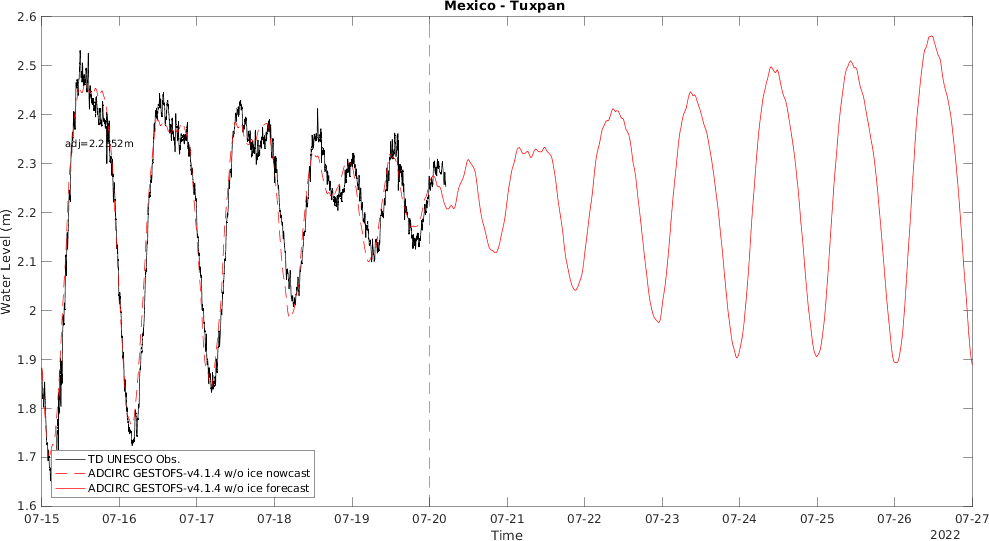 Mexico - Tuxpan
2.6
2.5
2.4
2.3
2.2
2.1
2
1.9
1.8
1.7
1.6
Water Level (m)
TD UNESCO Obs.
ADCIRC GESTOFS-v4.1.4 w/o ice nowcast
ADCIRC GESTOFS-v4.1.4 w/o ice forecast
07-15 07-16 07-17 07-18 07-19 07-20 07-21 07-22 07-23 07-24 07-25 07-26 07-27
Time
2022